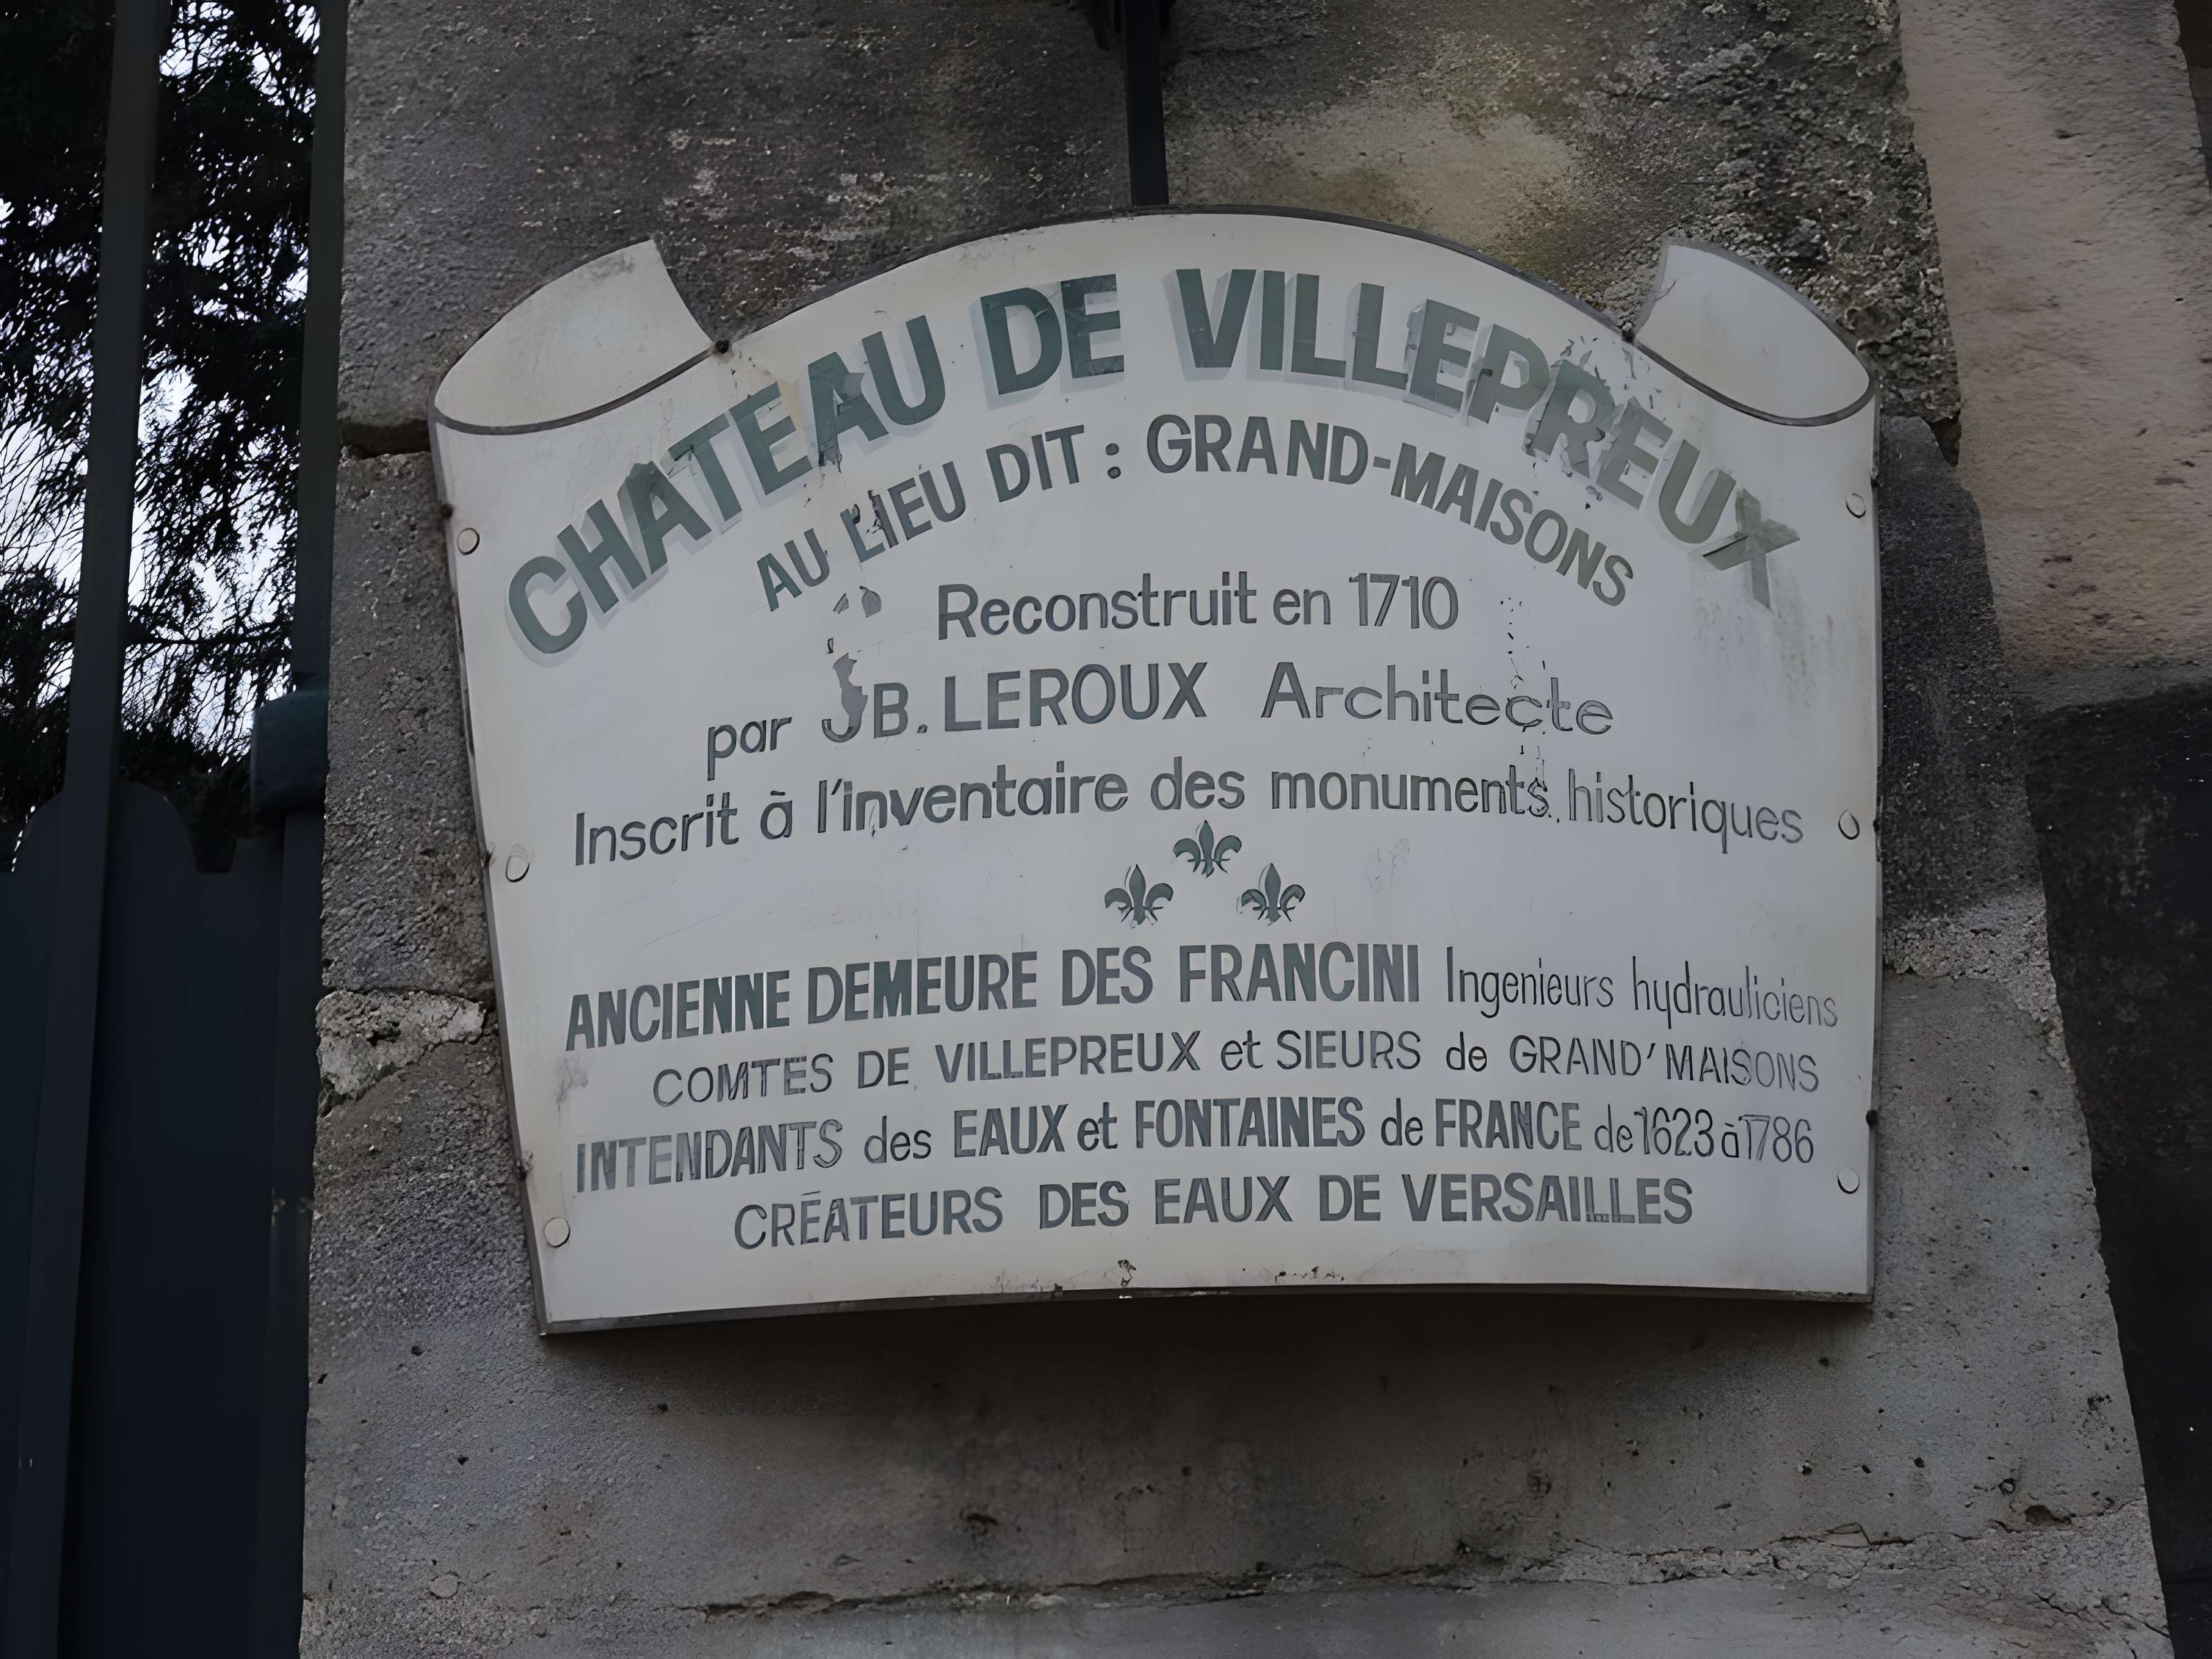 CHATEAU DE VILLEPREUX
AU LIEU DIT : GRAND-MAISONS
Reconstruit en 1710
par JB. LEROUX Architecte
Inscrit à l'inventaire des monuments historiques
ANCIENNE DEMEURE DES FRANCINI Ingenieurs hydrauliciens
COMTES DE VILLEPREUX et SIEURS de GRAND'MAISONS
INTENDANTS des EAUX et FONTAINES de FRANCE de 1623 à 1786
CRÉATEURS DES EAUX DE VERSAILLES